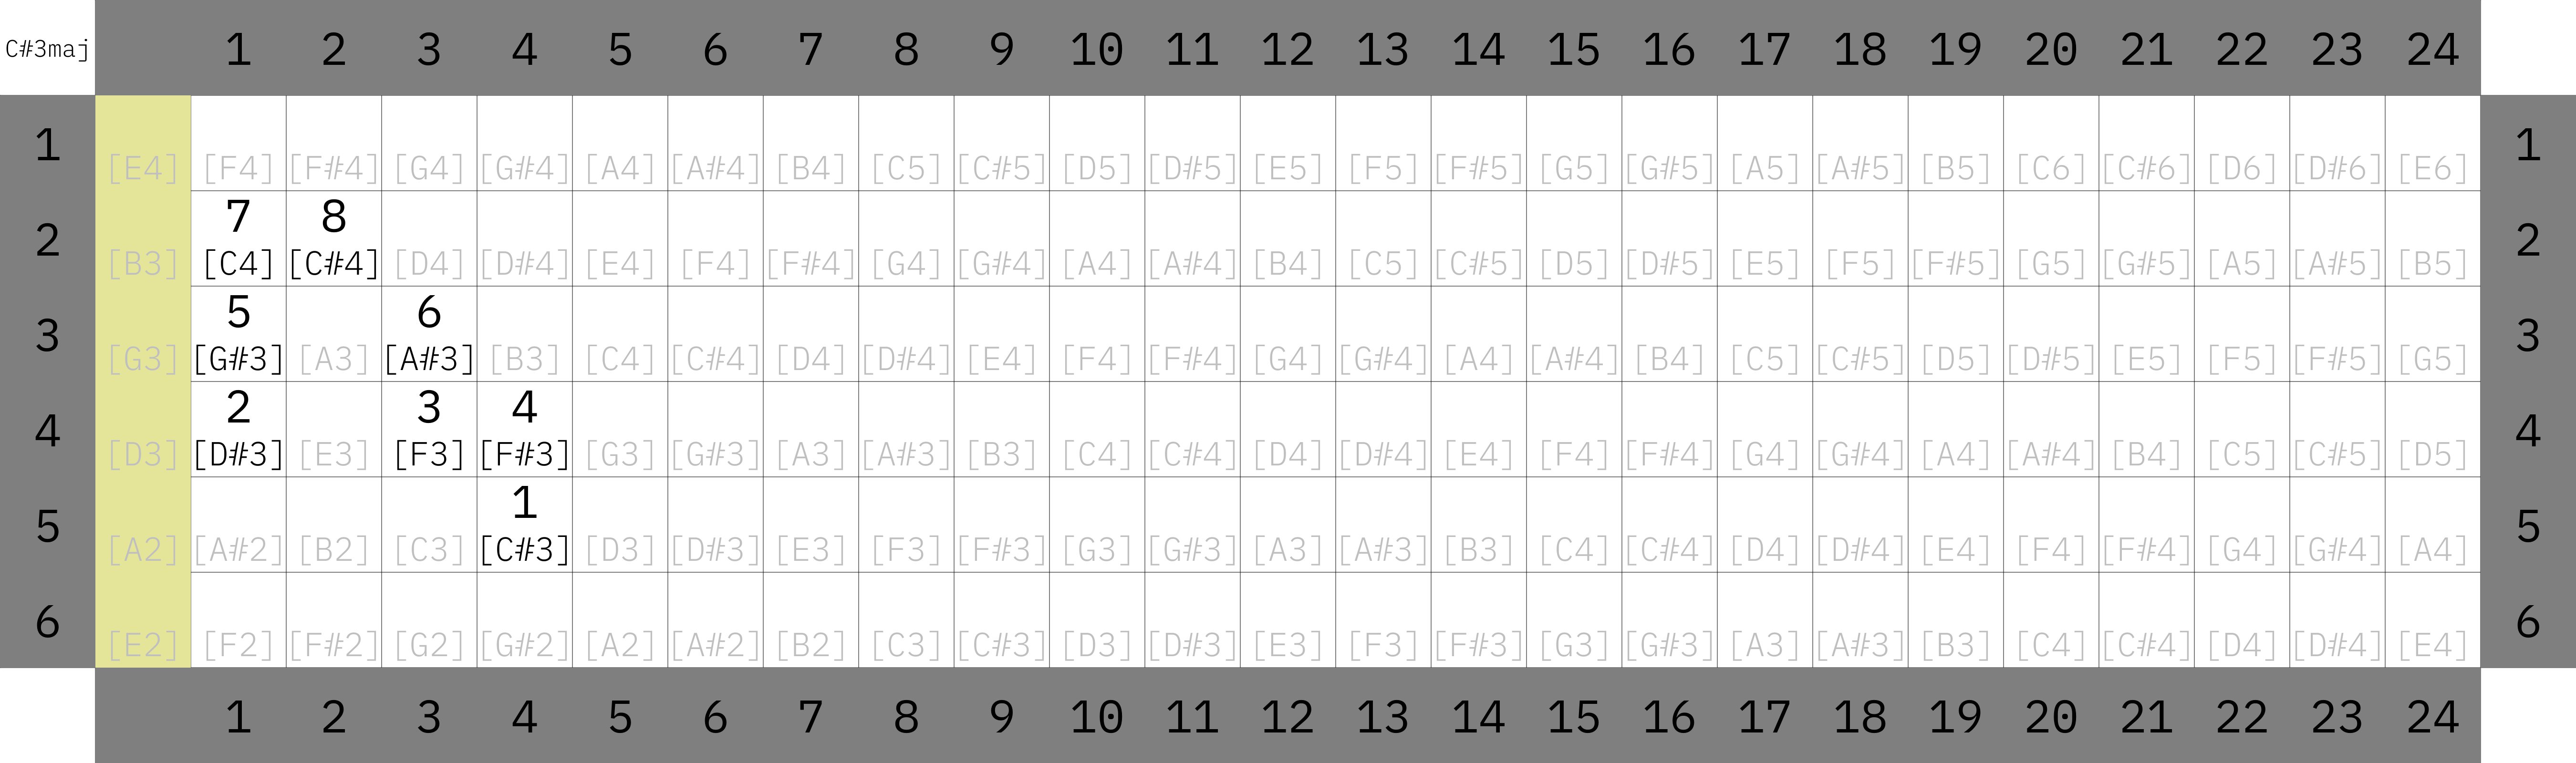 C#3maj 1 2 3 4 5 6 7 8 9 10 11 12 13 14 15 16 17 18 19 20 21 22 23 24
1 [E4] [F4] [F#4] [G4] [G#4] [A4] [A#4] [B4] [C5] [C#5] [D5] [D#5] [E5] [F5] [F#5] [G5] [G#5] [A5] [A#5] [B5] [C6] [C#6] [D6] [D#6] [E6] 1
7 8
2 [B3] [C4] [C#4] [D4] [D#4] [E4] [F4] [F#4] [G4] [G#4] [A4] [A#4] [B4] [C5] [C#5] [D5] [D#5] [E5] [F5] [F#5] [G5] [G#5] [A5] [A#5] [B5] 2
5 6
3 [G3] [G#3] [A3] [A#3] [B3] [C4] [C#4] [D4] [D#4] [E4] [F4] [F#4] [G4] [G#4] [A4] [A#4] [B4] [C5] [C#5] [D5] [D#5] [E5] [F5] [F#5] [G5] 3
2 3 4
4 [D3] [D#3] [E3] [F3] [F#3] [G3] [G#3] [A3] [A#3] [B3] [C4] [C#4] [D4] [D#4] [E4] [F4] [F#4] [G4] [G#4] [A4] [A#4] [B4] [C5] [C#5] [D5] 4
1
5 [A2] [A#2] [B2] [C3] [C#3] [D3] [D#3] [E3] [F3] [F#3] [G3] [G#3] [A3] [A#3] [B3] [C4] [C#4] [D4] [D#4] [E4] [F4] [F#4] [G4] [G#4] [A4] 5
6 [E2] [F2] [F#2] [G2] [G#2] [A2] [A#2] [B2] [C3] [C#3] [D3] [D#3] [E3] [F3] [F#3] [G3] [G#3] [A3] [A#3] [B3] [C4] [C#4] [D4] [D#4] [E4] 6
1 2 3 4 5 6 7 8 9 10 11 12 13 14 15 16 17 18 19 20 21 22 23 24